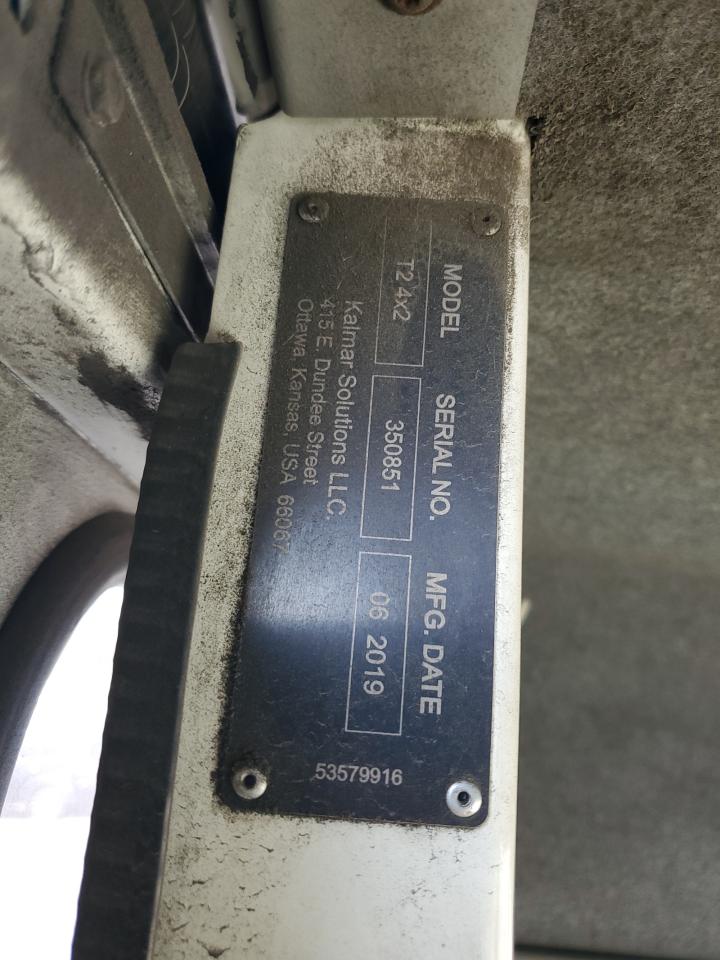 MODEL SERIAL NO. MFG. DATE
T2 4x2 350851 06 2019
Kalmar Solutions LLC.
415 E. Dundee Street
Ottawa, Kansas, USA 66067
53579916